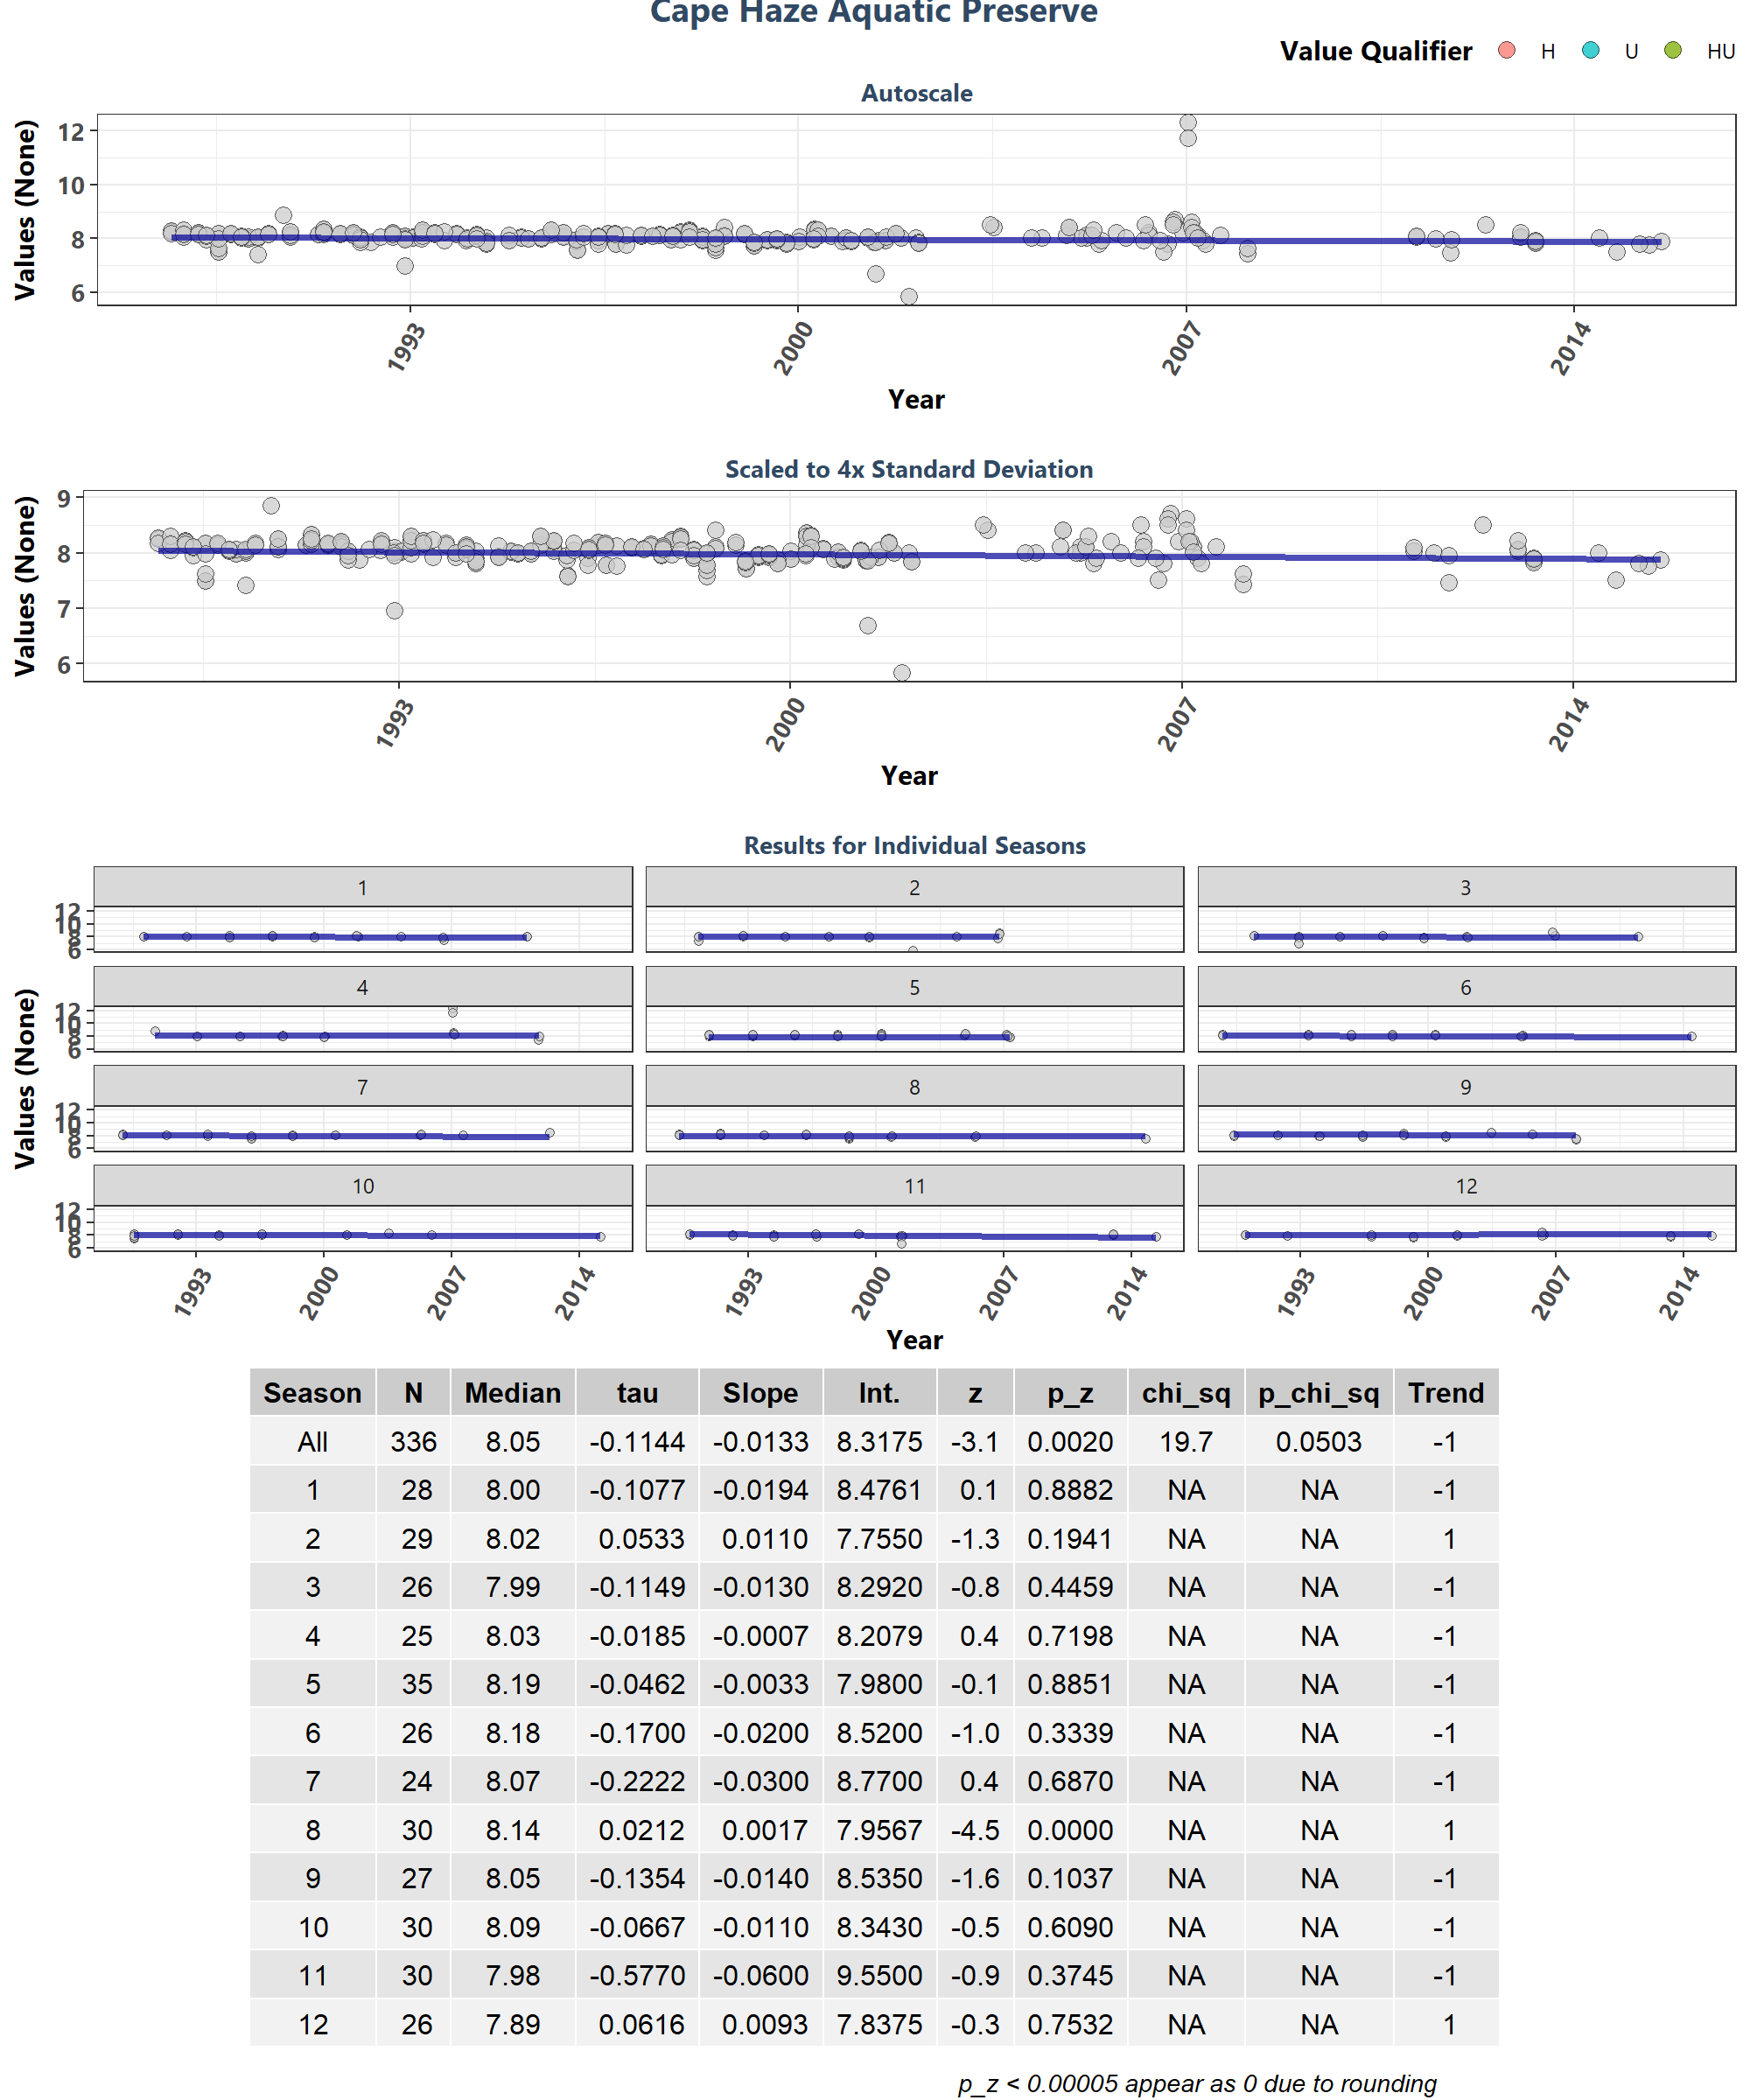 Cape Haze Aquatic Preserve
Value Qualifier H U HU
Autoscale
Values (None)
12
10
8
6
1993 2000 2007 2014
Year
Scaled to 4x Standard Deviation
Values (None)
9
8
7
6
1993 2000 2007 2014
Year
Results for Individual Seasons
Values (None)
1 2 3
12
10
8
6
4 5 6
12
10
8
6
7 8 9
12
10
8
6
10 11 12
12
10
8
6
1993 2000 2007 2014 1993 2000 2007 2014 1993 2000 2007 2014
Year
Season N Median tau Slope Int. z p_z chi_sq p_chi_sq Trend
All 336 8.05 -0.1144 -0.0133 8.3175 -3.1 0.0020 19.7 0.0503 -1
1 28 8.00 -0.1077 -0.0194 8.4761 0.1 0.8882 NA NA -1
2 29 8.02 0.0533 0.0110 7.7550 -1.3 0.1941 NA NA 1
3 26 7.99 -0.1149 -0.0130 8.2920 -0.8 0.4459 NA NA -1
4 25 8.03 -0.0185 -0.0007 8.2079 0.4 0.7198 NA NA -1
5 35 8.19 -0.0462 -0.0033 7.9800 -0.1 0.8851 NA NA -1
6 26 8.18 -0.1700 -0.0200 8.5200 -1.0 0.3339 NA NA -1
7 24 8.07 -0.2222 -0.0300 8.7700 0.4 0.6870 NA NA -1
8 30 8.14 0.0212 0.0017 7.9567 -4.5 0.0000 NA NA 1
9 27 8.05 -0.1354 -0.0140 8.5350 -1.6 0.1037 NA NA -1
10 30 8.09 -0.0667 -0.0110 8.3430 -0.5 0.6090 NA NA -1
11 30 7.98 -0.5770 -0.0600 9.5500 -0.9 0.3745 NA NA -1
12 26 7.89 0.0616 0.0093 7.8375 -0.3 0.7532 NA NA 1
p_z < 0.00005 appear as 0 due to rounding